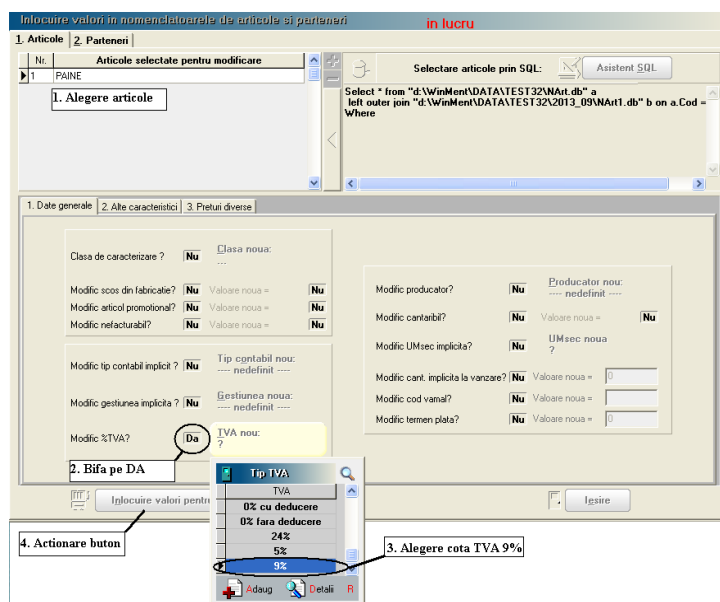 Inlocuire valori in nomenclatoarele de articole si parteneri
in lucru
1. Articole
2. Parteneri
Nr.
Articole selectate pentru modificare
1
PAINE
1. Alegere articole
Selectare articole prin SQL:
Asistent SQL
Select * from "d:\WinMent\DATA\TEST32\NArt.db" a
left outer join "d:\WinMent\DATA\TEST32\2013_09\NArt1.db" b on a.Cod =
Where
1. Date generale
2. Alte caracteristici
3. Preturi diverse
Clasa de caracterizare ? Nu
Clasa noua:
---
Modific scos din fabricatie? Nu Valoare noua = Nu
Modific articol promotional? Nu Valoare noua = Nu
Modific nefacturabil? Nu Valoare noua = Nu
Modific tip contabil implicit ? Nu
Tip contabil nou:
---- nedefinit ----
Modific gestiunea implicita ? Nu
Gestiunea noua:
---- nedefinit ----
Modific %TVA? Da
TVA nou:
?
2. Bifa pe DA
Modific producator? Nu
Producator nou:
---- nedefinit ----
Modific cantaribil? Nu Valoare noua = Nu
Modific UMsec implicita? Nu
UMsec noua
?
Modific cant. implicita la vanzare? Nu Valoare noua = 0
Modific cod vamal? Nu Valoare noua =
Modific termen plata? Nu Valoare noua = 0
Inlocuire valori pentru
Iesire
4. Actionare buton
Tip TVA
TVA
0% cu deducere
0% fara deducere
24%
5%
9%
Adaug
Detalii
R
3. Alegere cota TVA 9%